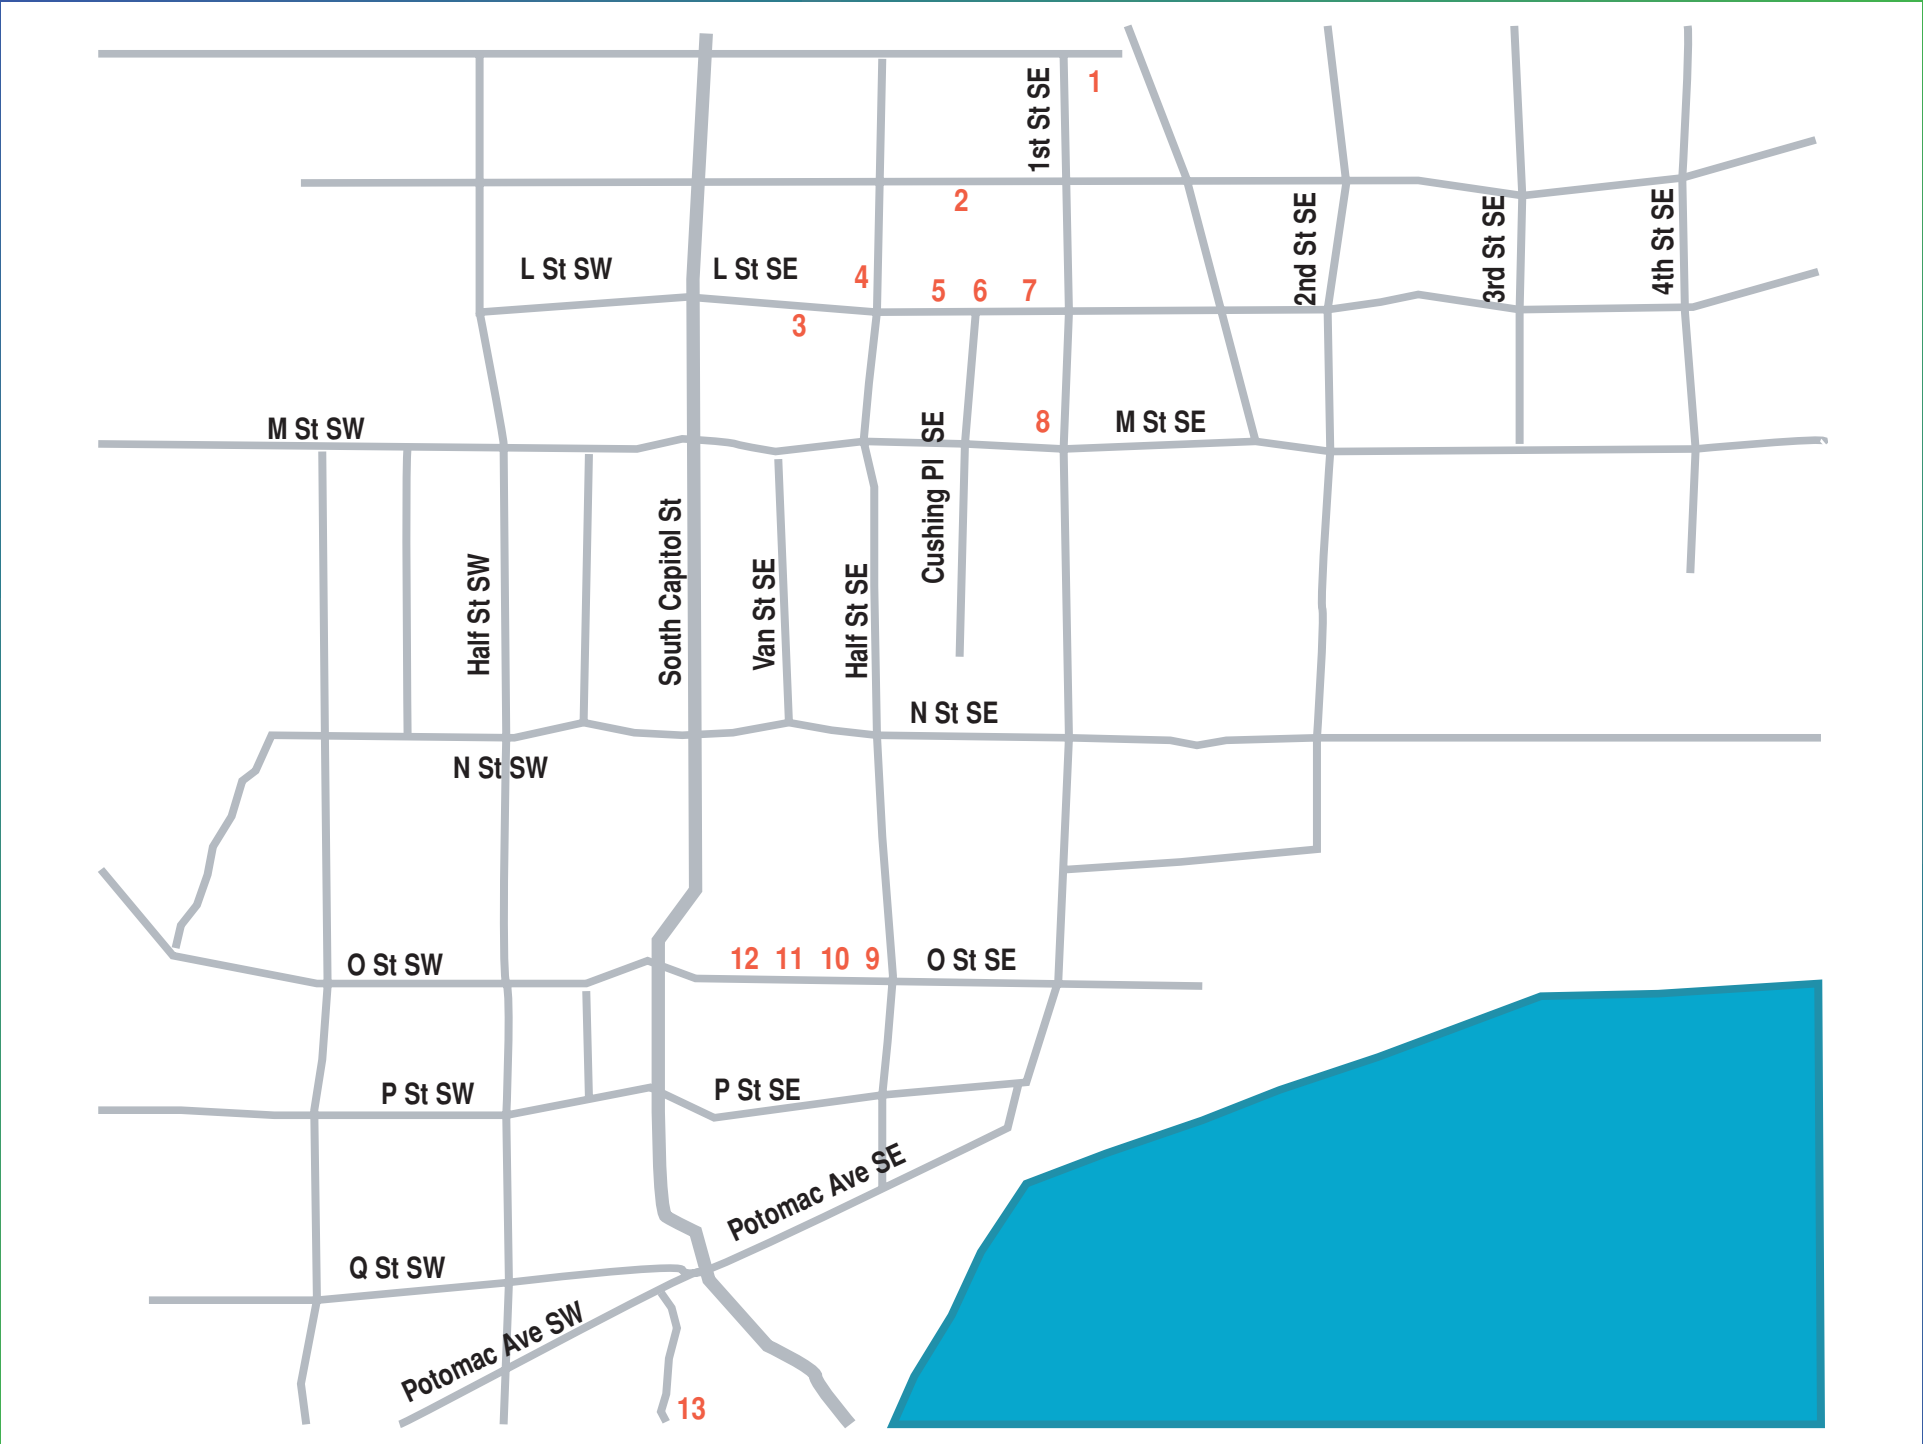 1
1st St SE
2
2nd St SE
3rd St SE
4th St SE
L St SW
L St SE
4
5
6
7
3
M St SW
8
M St SE
Cushing Pl SE
South Capitol St
Half St SW
Van St SE
Half St SE
N St SE
N St SW
12
11
10
9
O St SE
O St SW
P St SW
P St SE
Potomac Ave SE
Q St SW
Potomac Ave SW
13